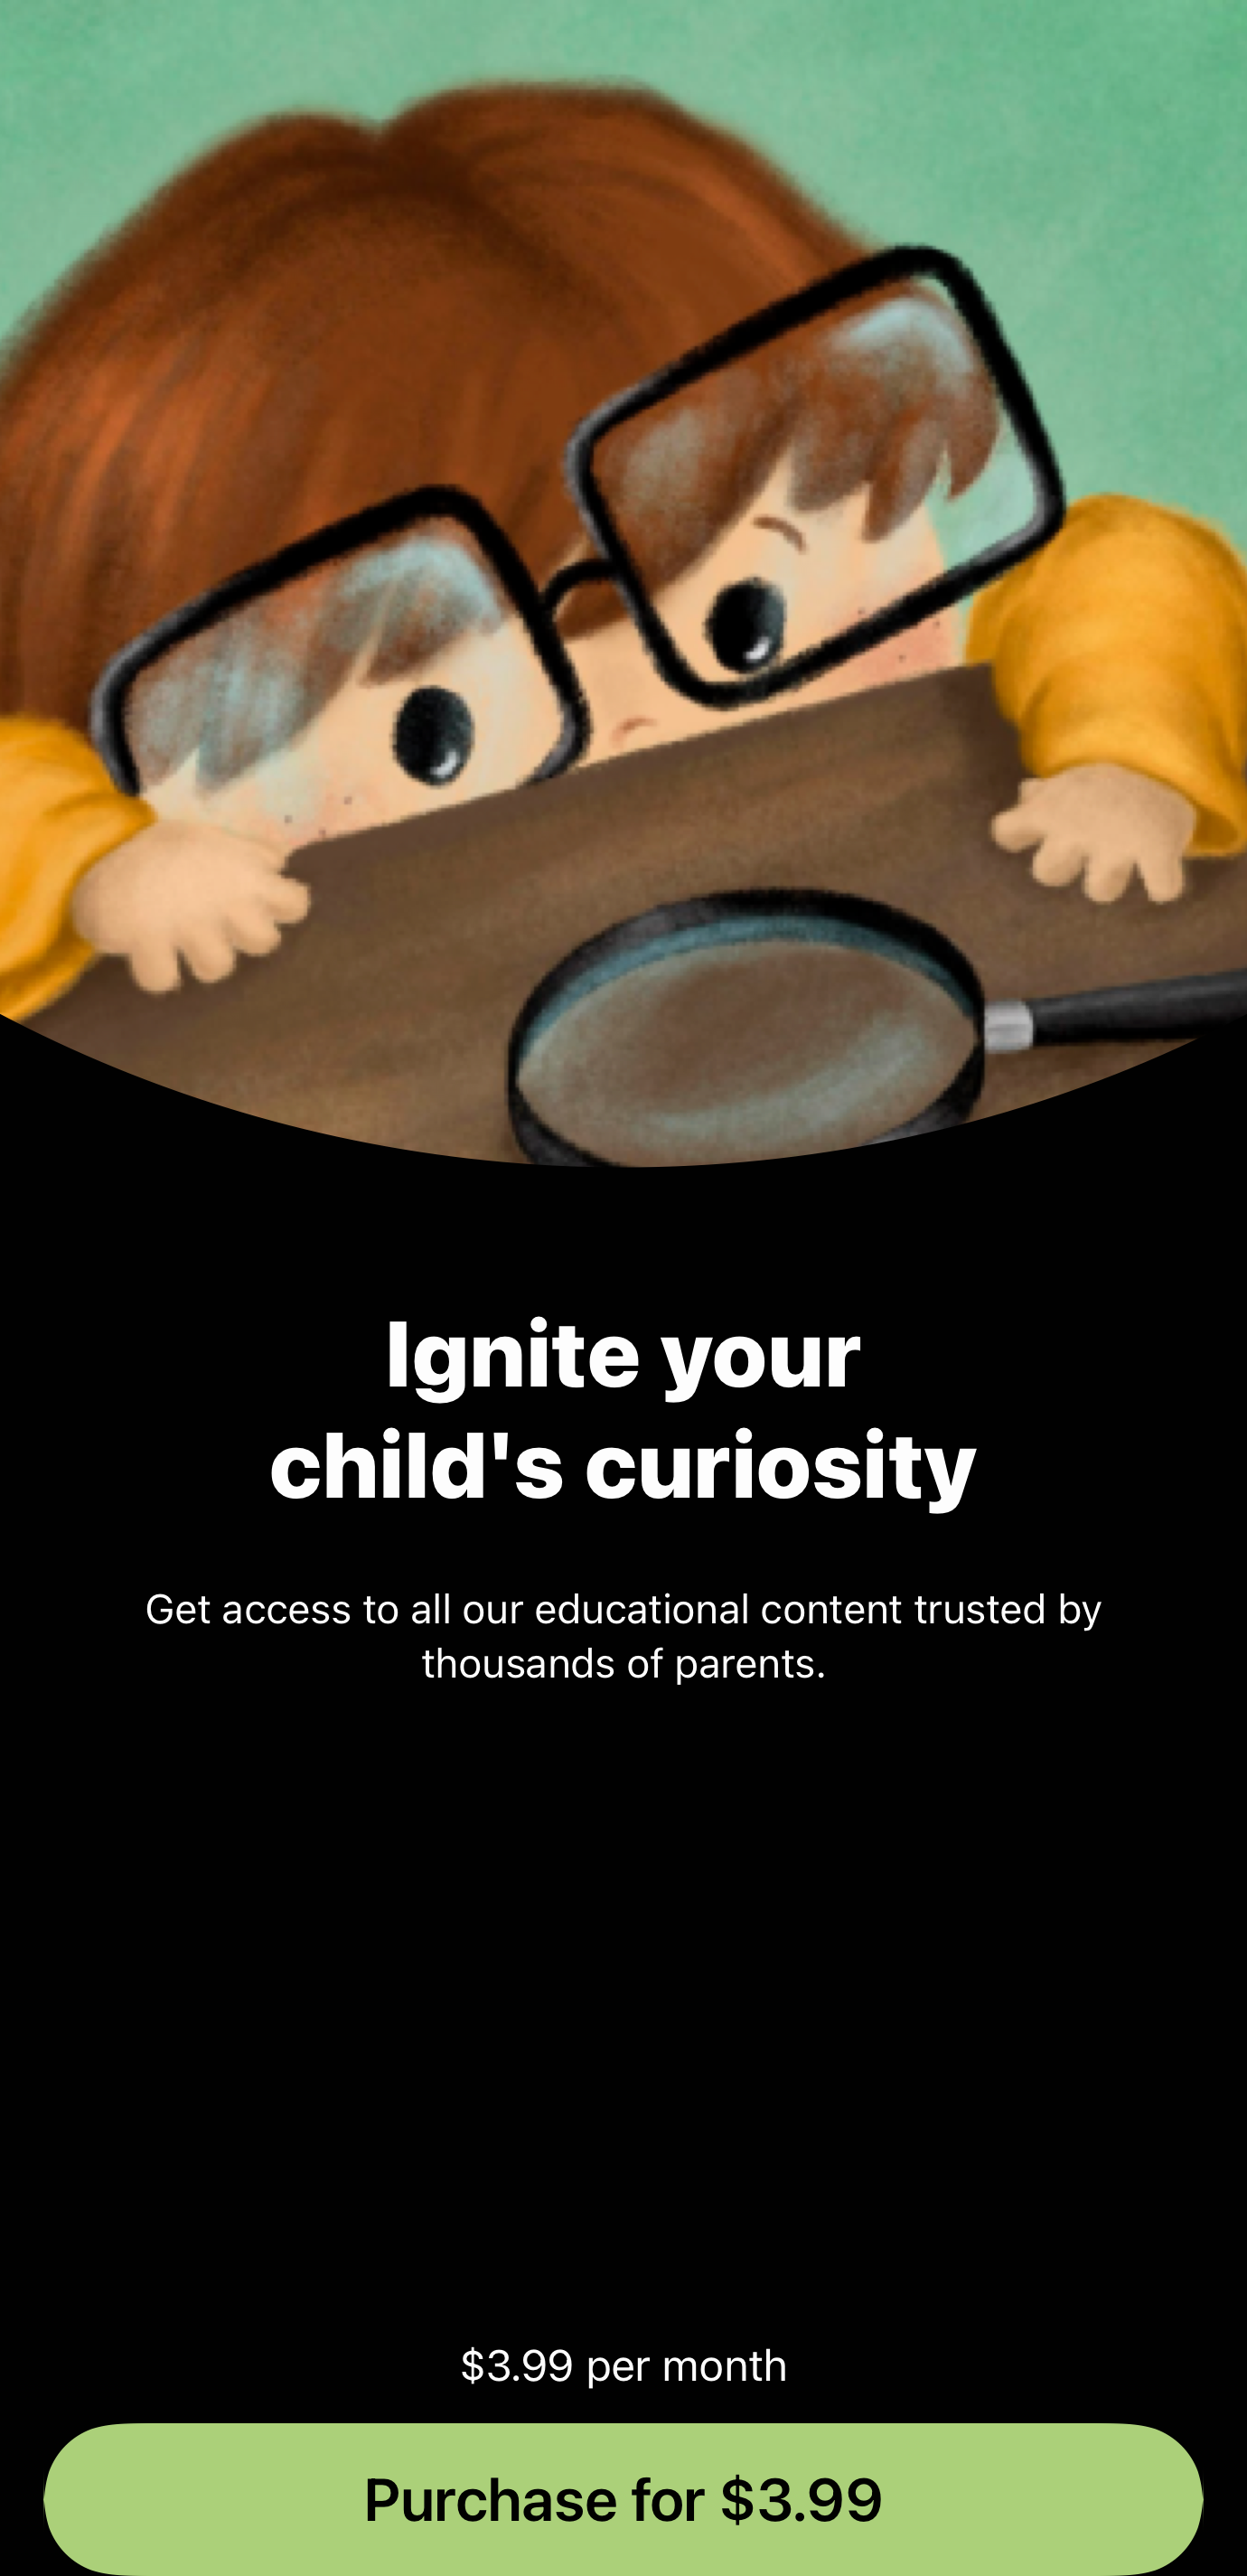 Ignite your
child's curiosity
Get access to all our educational content trusted by
thousands of parents.
$3.99 per month
Purchase for $3.99